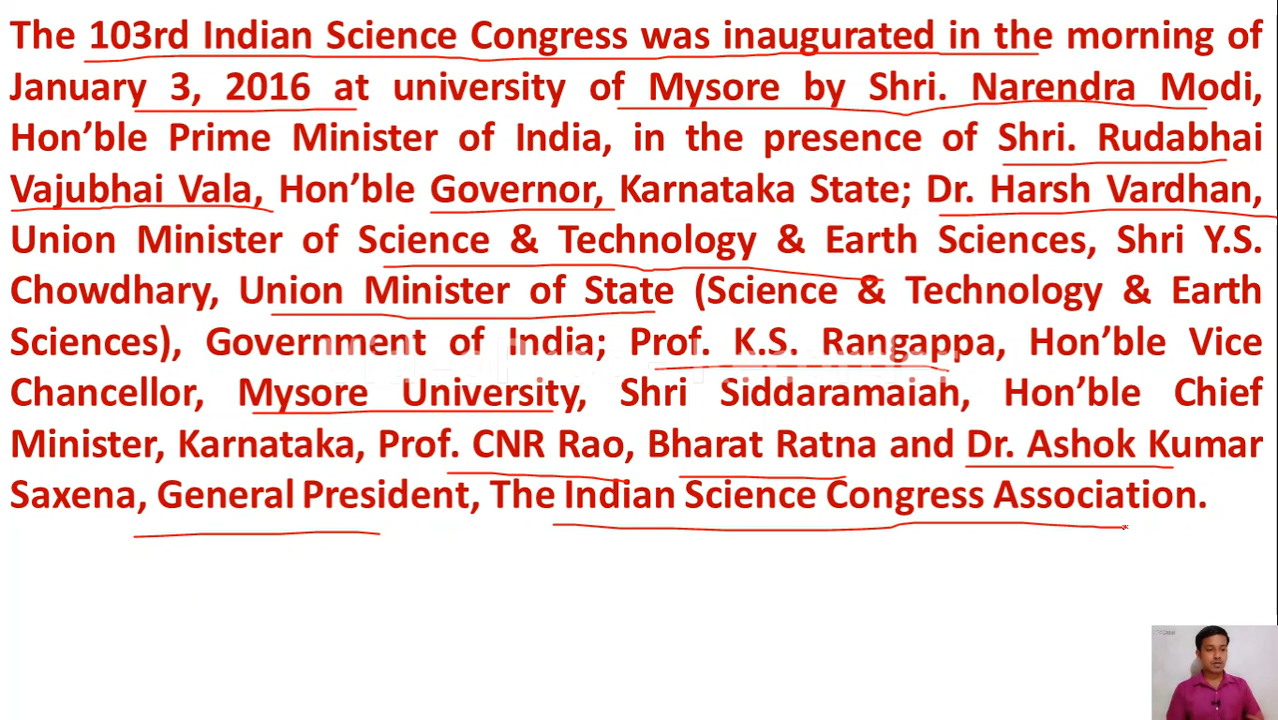 The 103rd Indian Science Congress was inaugurated in the morning of
January 3, 2016 at university of Mysore by Shri. Narendra Modi,
Hon’ble Prime Minister of India, in the presence of Shri. Rudabhai
Vajubhai Vala, Hon’ble Governor, Karnataka State; Dr. Harsh Vardhan,
Union Minister of Science & Technology & Earth Sciences, Shri Y.S.
Chowdhary, Union Minister of State (Science & Technology & Earth
Sciences), Government of India; Prof. K.S. Rangappa, Hon’ble Vice
Chancellor, Mysore University, Shri Siddaramaiah, Hon’ble Chief
Minister, Karnataka, Prof. CNR Rao, Bharat Ratna and Dr. Ashok Kumar
Saxena, General President, The Indian Science Congress Association.